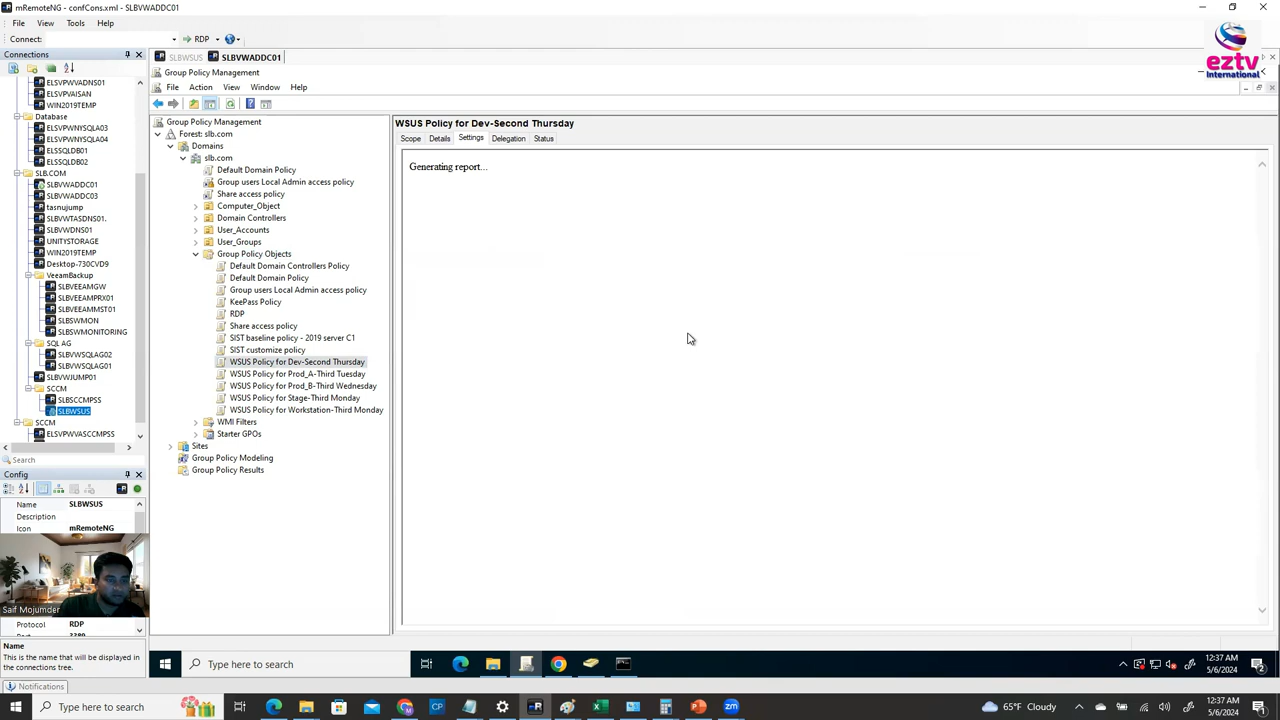 mRemoteNG - confCons.xml - SLBVWADDC01
File View Tools Help
Connect: RDP
Connections
ELSVPWVADNS01
ELSVPWVAISAN
WIN2019TEMP
Database
ELSVPWNYSQLA03
ELSVPWNYSQLA04
ELSSQLDB01
ELSSQLDB02
SLB.COM
SLBVWADDC01
SLBVWADDC03
tasnujump
SLBVWTASDNS01.
SLBVWDNS01
UNITYSTORAGE
WIN2019TEMP
Desktop-730CVD9
VeeamBackup
SLBVEEAMGW
SLBVEEAMPRX01
SLBVEEAMMST01
SLBSWMON
SLBSWMONITORING
SQL AG
SLBVWSQLAG02
SLBVWSQLAG01
SLBVWJUMP01
SCCM
SLBSCCMPSS
SLBWSUS
SCCM
ELSVPWVASCCMPSS
Search
Config
Name SLBWSUS
Description
Icon mRemoteNG
Saif Mojumder
Protocol RDP
Port 3389
Name
This is the name that will be displayed in
the connections tree.
Notifications
SLBWSUS SLBVWADDC01
Group Policy Management
File Action View Window Help
Group Policy Management
Forest: slb.com
Domains
slb.com
Default Domain Policy
Group users Local Admin access policy
Share access policy
Computer_Object
Domain Controllers
User_Accounts
User_Groups
Group Policy Objects
Default Domain Controllers Policy
Default Domain Policy
Group users Local Admin access policy
KeePass Policy
RDP
Share access policy
SIST baseline policy - 2019 server C1
SIST customize policy
WSUS Policy for Dev-Second Thursday
WSUS Policy for Prod_A-Third Tuesday
WSUS Policy for Prod_B-Third Wednesday
WSUS Policy for Stage-Third Monday
WSUS Policy for Workstation-Third Monday
WMI Filters
Starter GPOs
Sites
Group Policy Modeling
Group Policy Results
WSUS Policy for Dev-Second Thursday
Scope Details Settings Delegation Status
Generating report...
eztv
International
Type here to search
12:37 AM
5/6/2024
2
Type here to search
65°F Cloudy
12:37 AM
5/6/2024
1